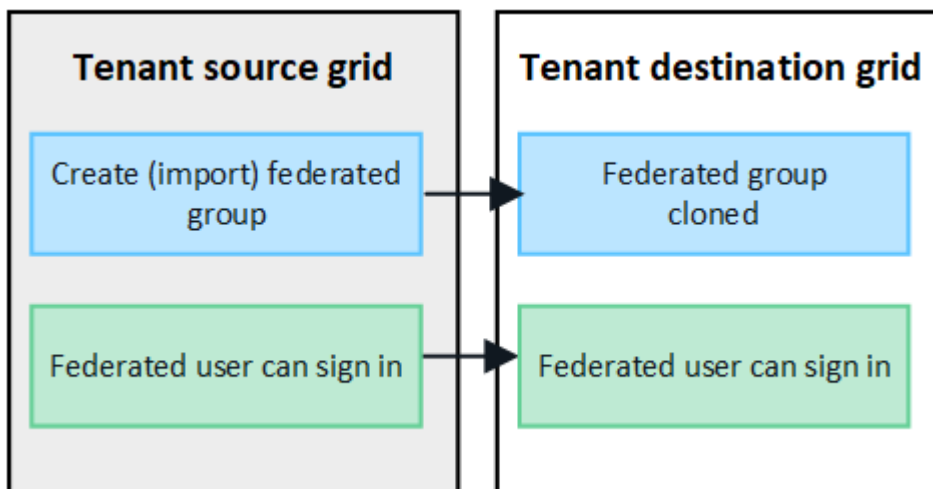 Tenant source grid
Create (import) federated
group
Federated user can sign in
Tenant destination grid
Federated group
cloned
Federated user can sign in